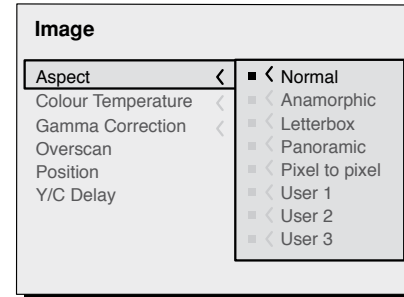 Image
Aspect
Colour Temperature
Gamma Correction
Overscan
Position
Y/C Delay
Normal
Anamorphic
Letterbox
Panoramic
Pixel to pixel
User 1
User 2
User 3